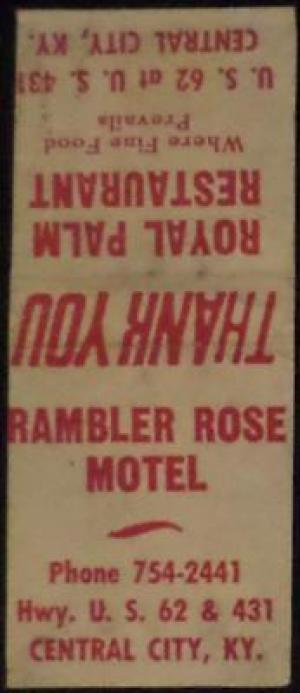 RAMBLER ROSE
MOTEL
Phone 754-2441
Hwy. U. S. 62 & 431
CENTRAL CITY, KY.
THANK YOU
ROYAL PALM
RESTAURANT
Where Fine Food
Prevails
U. S. 62 at U. S. 431
CENTRAL CITY, KY.